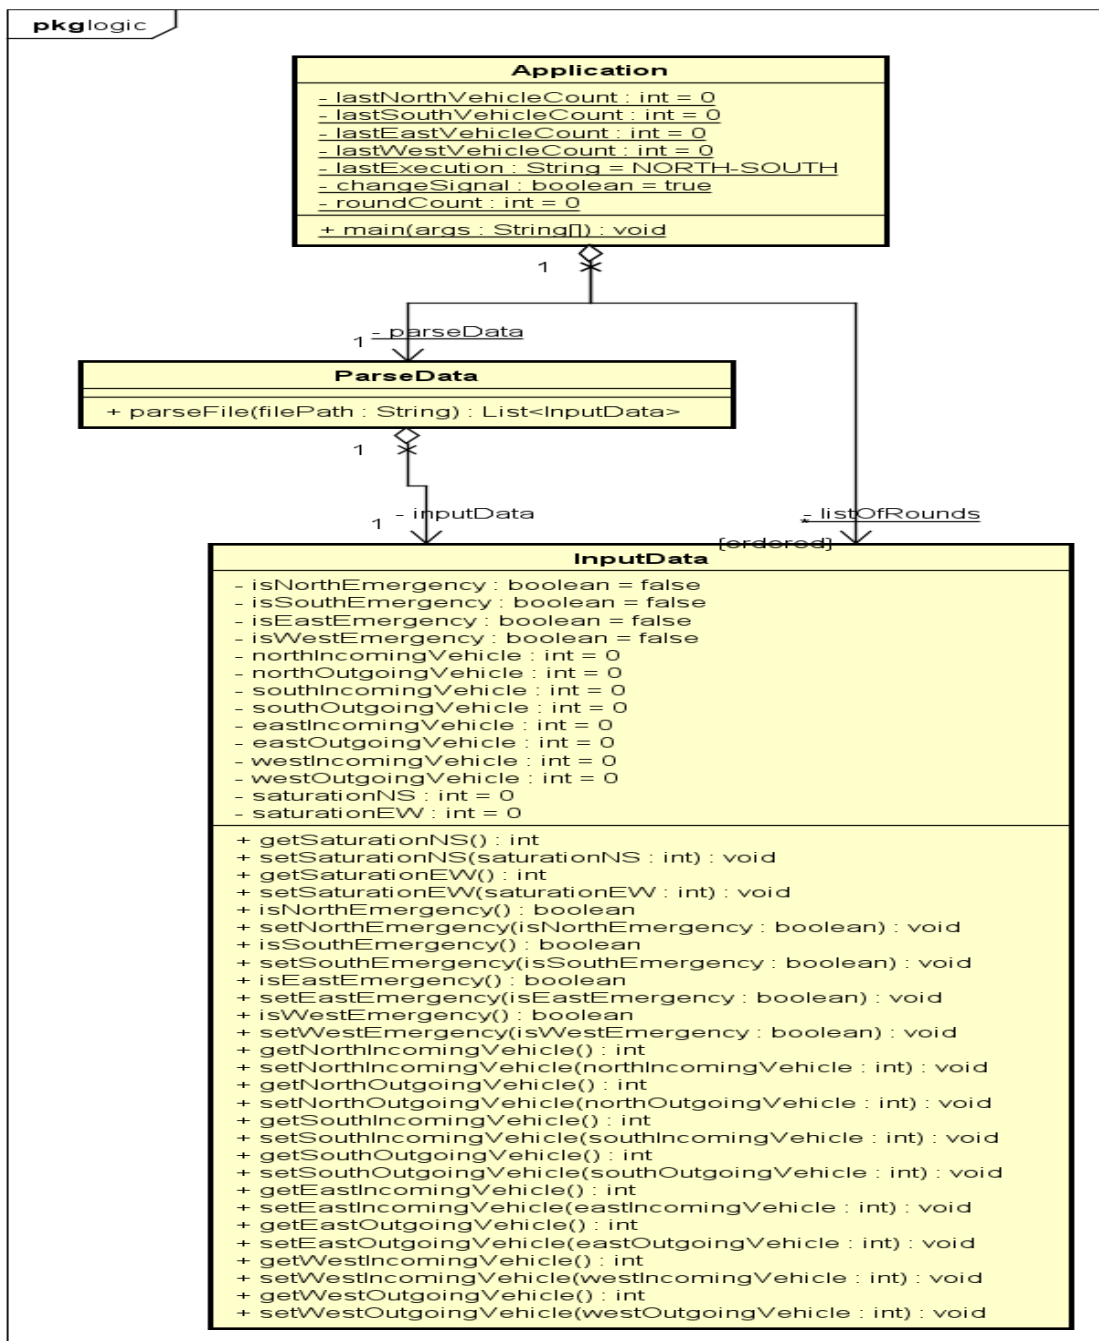 pkg logic
Application
- lastNorthVehicleCount : int = 0
- lastSouthVehicleCount : int = 0
- lastEastVehicleCount : int = 0
- lastWestVehicleCount : int = 0
- lastExecution : String = NORTH-SOUTH
- changeSignal : boolean = true
- roundCount : int = 0
+ main(args : String[]) : void
1
- parseData
1
ParseData
+ parseFile(filePath : String) : List<InputData>
1
- inputData
1
- listOfRounds
*
{ordered}
InputData
- isNorthEmergency : boolean = false
- isSouthEmergency : boolean = false
- isEastEmergency : boolean = false
- isWestEmergency : boolean = false
- northIncomingVehicle : int = 0
- northOutgoingVehicle : int = 0
- southIncomingVehicle : int = 0
- southOutgoingVehicle : int = 0
- eastIncomingVehicle : int = 0
- eastOutgoingVehicle : int = 0
- westIncomingVehicle : int = 0
- westOutgoingVehicle : int = 0
- saturationNS : int = 0
- saturationEW : int = 0
+ getSaturationNS() : int
+ setSaturationNS(saturationNS : int) : void
+ getSaturationEW() : int
+ setSaturationEW(saturationEW : int) : void
+ isNorthEmergency() : boolean
+ setNorthEmergency(isNorthEmergency : boolean) : void
+ isSouthEmergency() : boolean
+ setSouthEmergency(isSouthEmergency : boolean) : void
+ isEastEmergency() : boolean
+ setEastEmergency(isEastEmergency : boolean) : void
+ isWestEmergency() : boolean
+ setWestEmergency(isWestEmergency : boolean) : void
+ getNorthIncomingVehicle() : int
+ setNorthIncomingVehicle(northIncomingVehicle : int) : void
+ getNorthOutgoingVehicle() : int
+ setNorthOutgoingVehicle(northOutgoingVehicle : int) : void
+ getSouthIncomingVehicle() : int
+ setSouthIncomingVehicle(southIncomingVehicle : int) : void
+ getSouthOutgoingVehicle() : int
+ setSouthOutgoingVehicle(southOutgoingVehicle : int) : void
+ getEastIncomingVehicle() : int
+ setEastIncomingVehicle(eastIncomingVehicle : int) : void
+ getEastOutgoingVehicle() : int
+ setEastOutgoingVehicle(eastOutgoingVehicle : int) : void
+ getWestIncomingVehicle() : int
+ setWestIncomingVehicle(westIncomingVehicle : int) : void
+ getWestOutgoingVehicle() : int
+ setWestOutgoingVehicle(westOutgoingVehicle : int) : void